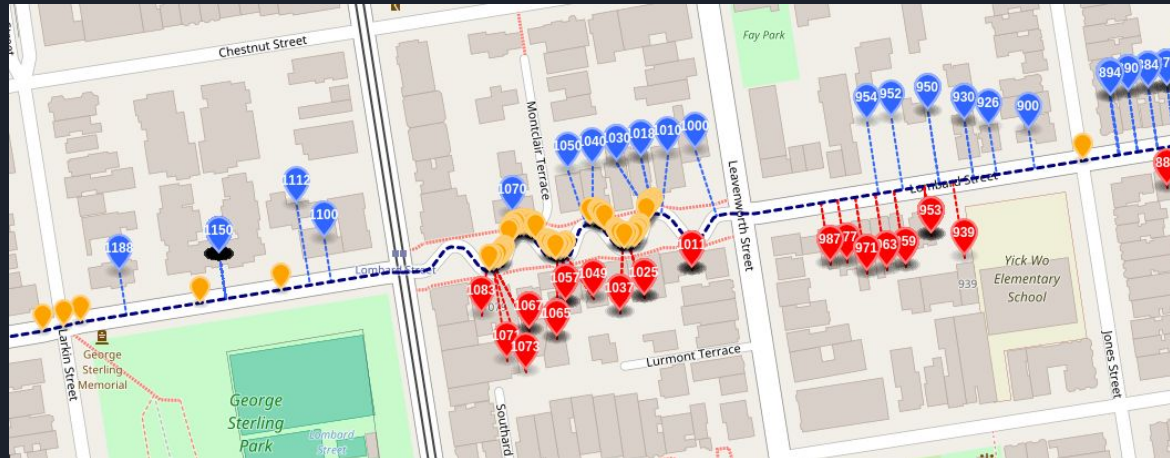 Chestnut Street
Fay Park
Montclair Terrace
Leavenworth Street
954
952
950
930
926
900
894
890
884
1050
1040
1030
1018
1010
1000
1070
1112
1100
1150
1188
Lombard Street
Lombard Street
987
971
963
959
953
939
939
Yick Wo
Elementary
School
1083
1067
1071
1073
1065
1057
1049
1037
1025
1011
Lurmont Terrace
Larkin Street
George
Sterling
Memorial
George
Sterling
Park
Lombard
Street
Southard
Jones Street